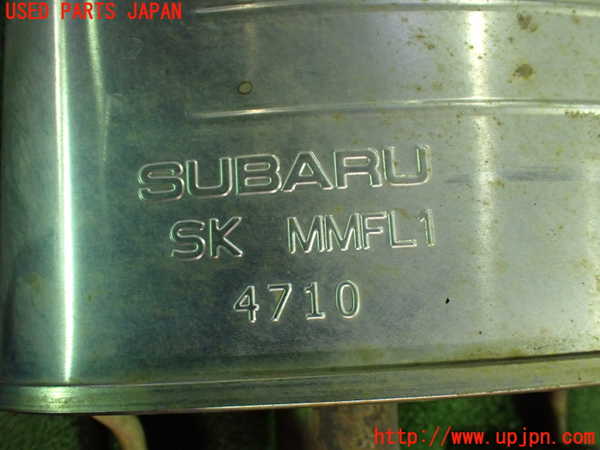 USED PARTS JAPAN
SUBARU
SK MMFL1
4710
http://www.upjpn.com/